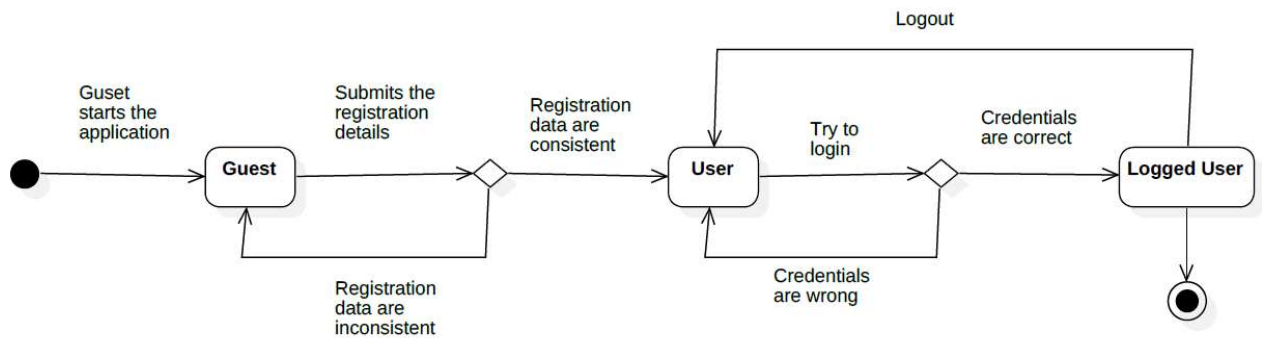 Logout
Guset
starts the
application
Submits the
registration
details
Registration
data are
consistent
Try to
login
Credentials
are correct
Guest
User
Logged User
Registration
data are
inconsistent
Credentials
are wrong